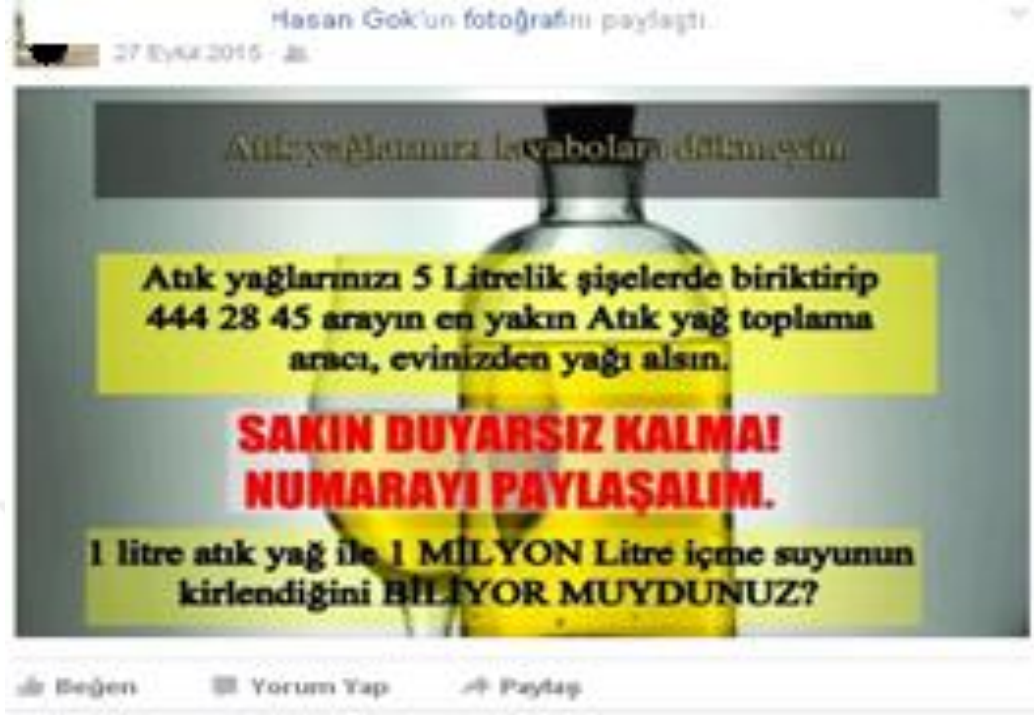 Hasan Gok'un fotoğrafını paylaştı.
27 Eylül 2015
Atık yağlarınızı lavabolara dökmeyin
Atık yağlarınızı 5 Litrelik şişelerde biriktirip
444 28 45 arayın en yakın Atık yağ toplama
aracı, evinizden yağı alsın.
SAKIN DUYARSIZ KALMA!
NUMARAYI PAYLAŞALIM.
1 litre atık yağ ile 1 MİLYON Litre içme suyunun
kirlendiğini BİLİYOR MUYDUNUZ?
Beğen Yorum Yap Paylaş